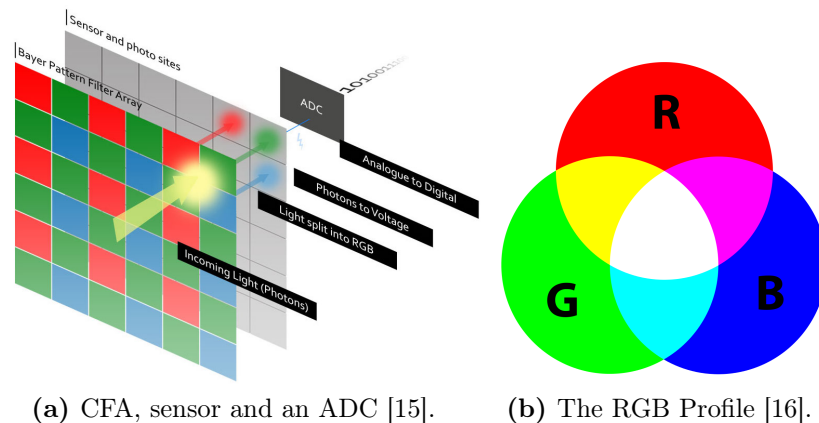 Sensor and photo sites
Bayer Pattern Filter Array
ADC
Analogue to Digital
Photons to Voltage
Light split into RGB
Incoming Light (Photons)
(a) CFA, sensor and an ADC [15].
R
G
B
(b) The RGB Profile [16].